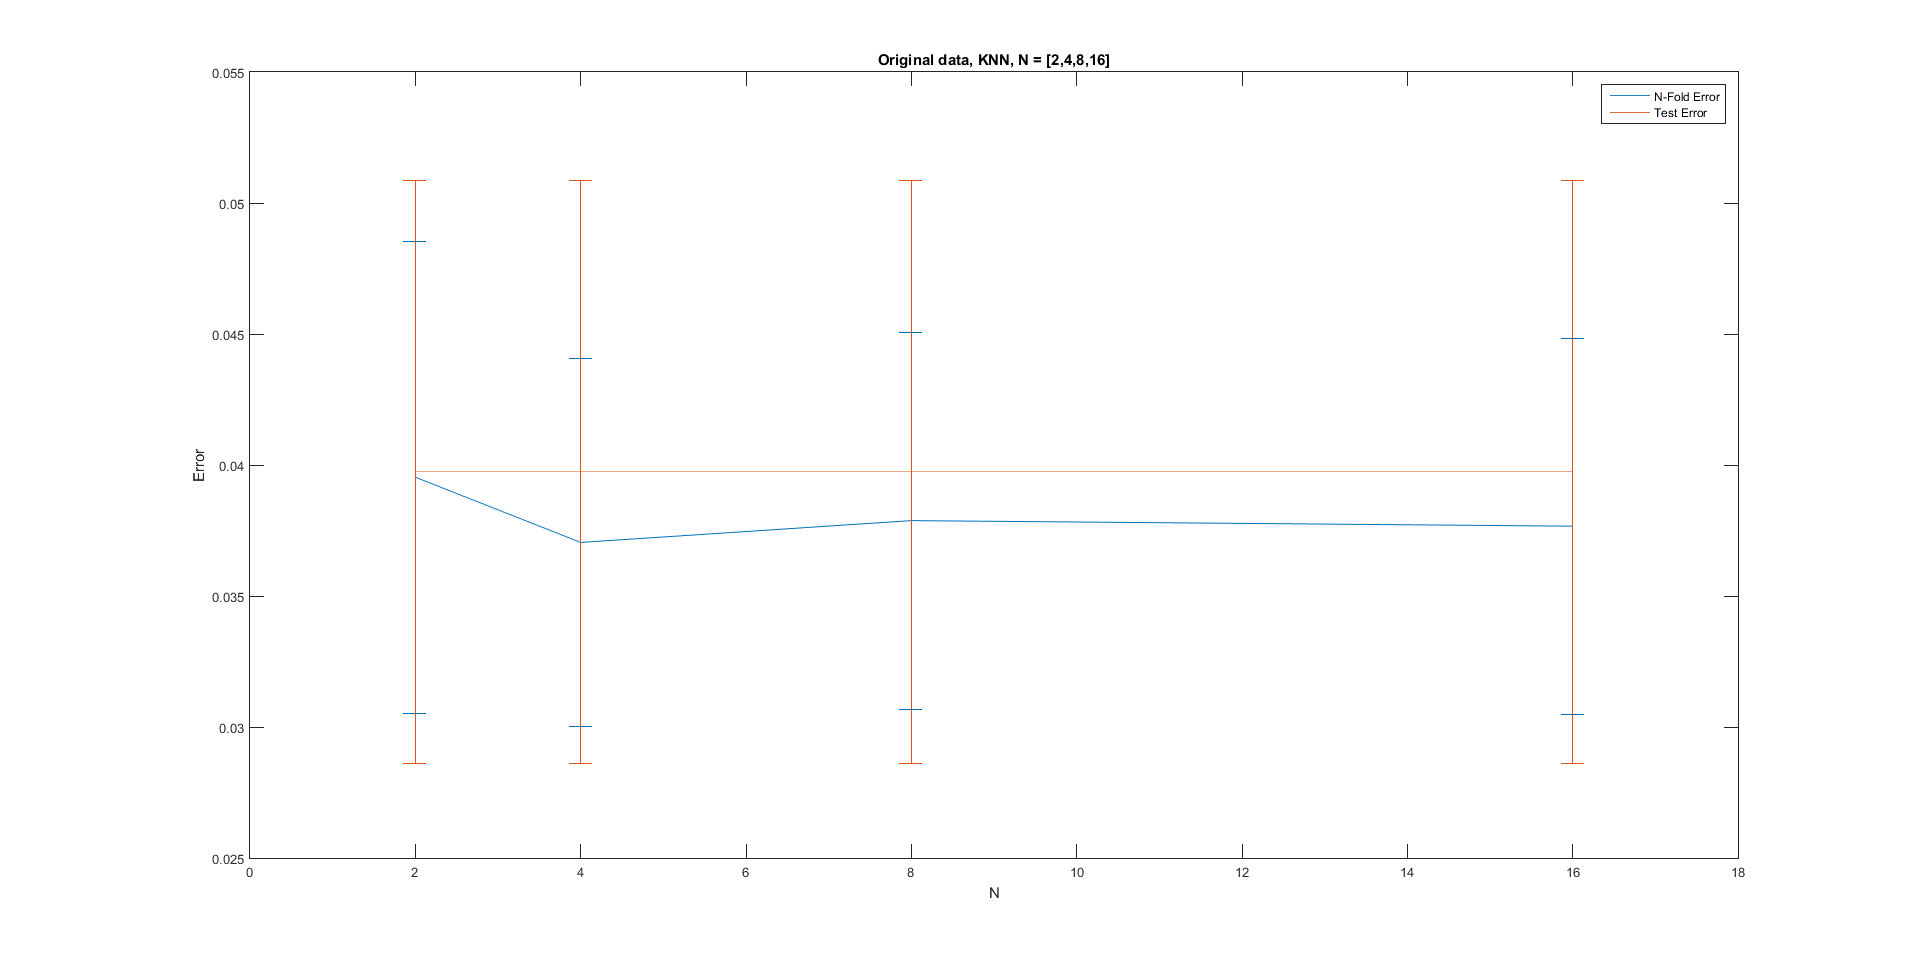 Original data, KNN, N = [2,4,8,16]
N-Fold Error
Test Error
0.055
0.05
0.045
0.04
0.035
0.03
0.025
Error
0 2 4 6 8 10 12 14 16 18
N